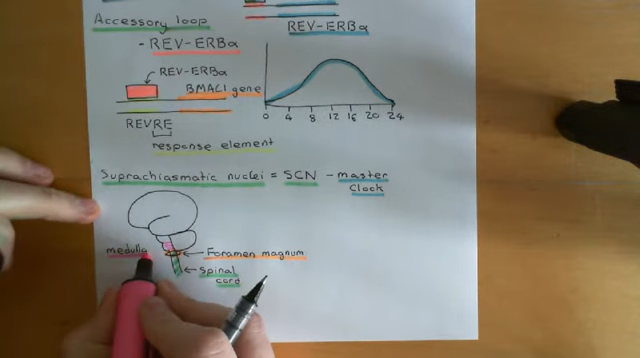 Accessory loop
REV-ERBα
- REV-ERBα
REV-ERBα
BMAL1 gene
REVRE
response element
0 4 8 12 16 20 24
Suprachiasmatic nuclei = SCN - master
clock
medulla
Foramen magnum
Spinal
cord